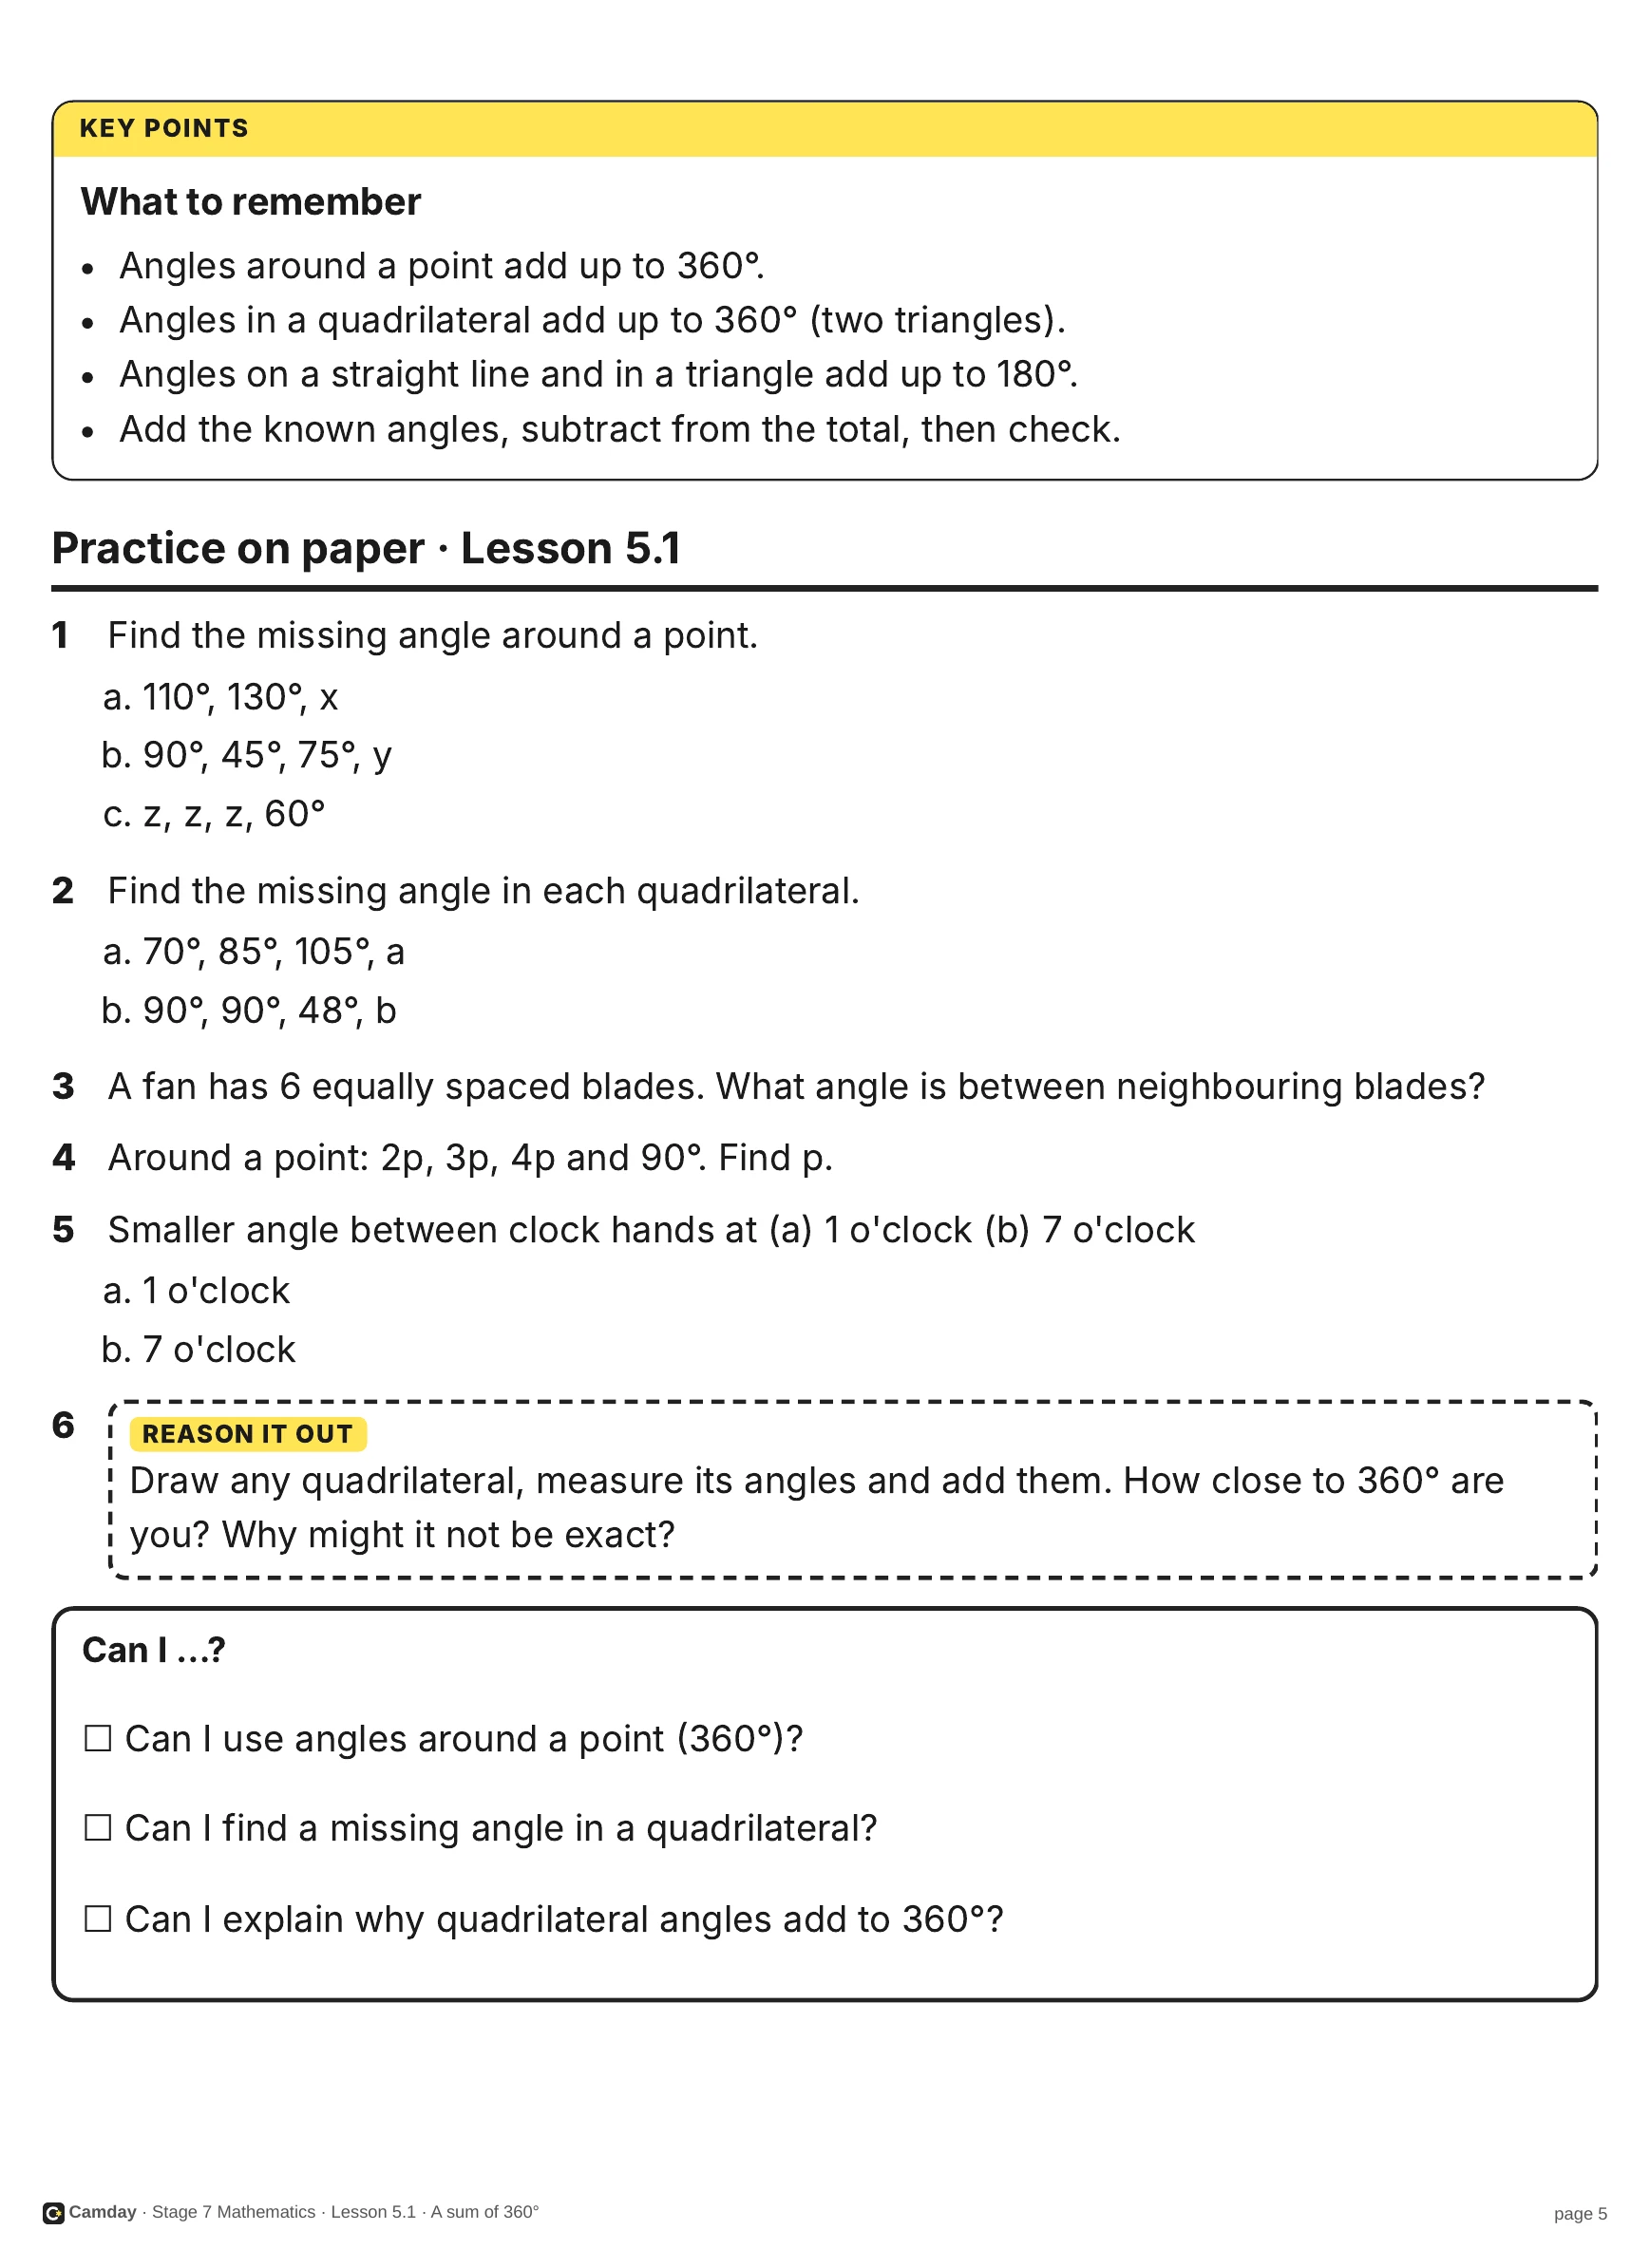 KEY POINTS
What to remember
• Angles around a point add up to 360°.
• Angles in a quadrilateral add up to 360° (two triangles).
• Angles on a straight line and in a triangle add up to 180°.
• Add the known angles, subtract from the total, then check.
Practice on paper · Lesson 5.1
1 Find the missing angle around a point.
a. 110°, 130°, x
b. 90°, 45°, 75°, y
c. z, z, z, 60°
2 Find the missing angle in each quadrilateral.
a. 70°, 85°, 105°, a
b. 90°, 90°, 48°, b
3 A fan has 6 equally spaced blades. What angle is between neighbouring blades?
4 Around a point: 2p, 3p, 4p and 90°. Find p.
5 Smaller angle between clock hands at (a) 1 o'clock (b) 7 o'clock
a. 1 o'clock
b. 7 o'clock
6 REASON IT OUT
Draw any quadrilateral, measure its angles and add them. How close to 360° are
you? Why might it not be exact?
Can I ...?
☐ Can I use angles around a point (360°)?
☐ Can I find a missing angle in a quadrilateral?
☐ Can I explain why quadrilateral angles add to 360°?
Camday · Stage 7 Mathematics · Lesson 5.1 · A sum of 360° page 5